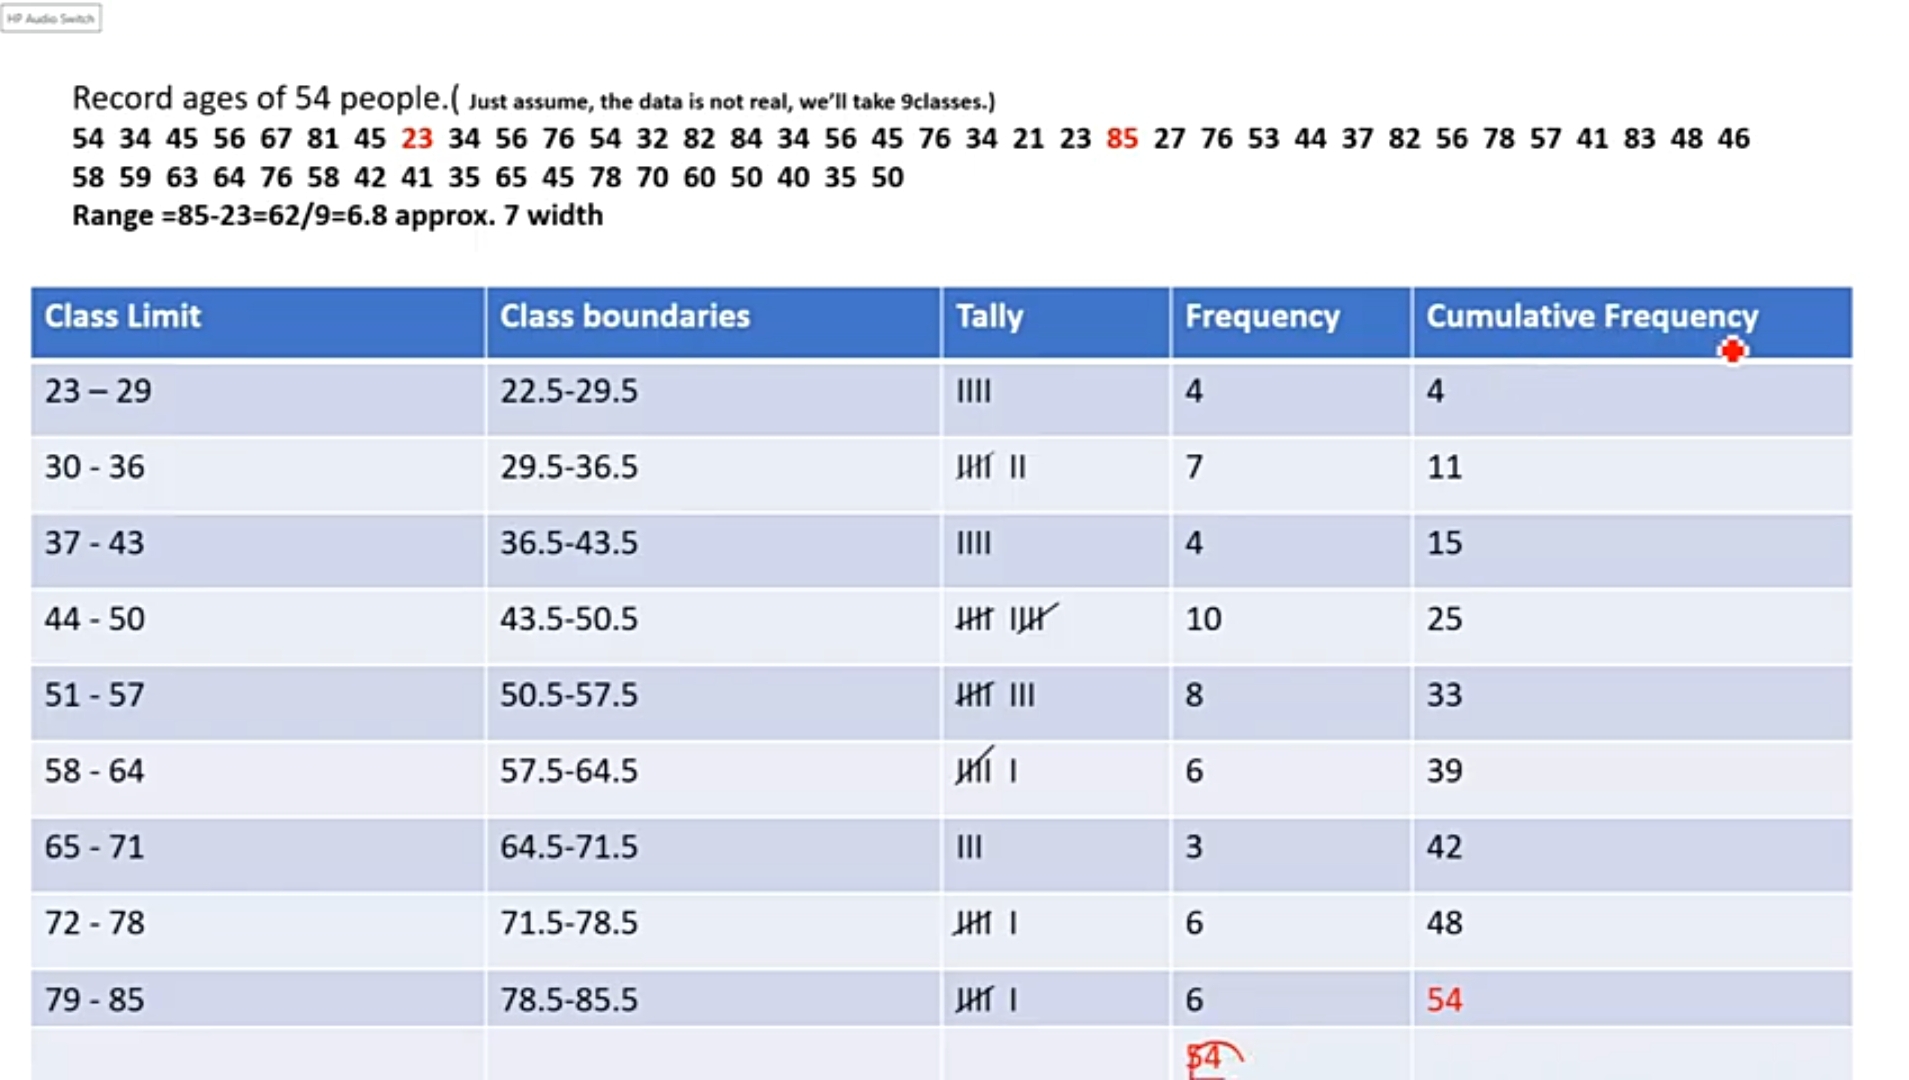 HP Audio Switch
Record ages of 54 people.( Just assume, the data is not real, we'll take 9classes.)
54 34 45 56 67 81 45 23 34 56 76 54 32 82 84 34 56 45 76 34 21 23 85 27 76 53 44 37 82 56 78 57 41 83 48 46
58 59 63 64 76 58 42 41 35 65 45 78 70 60 50 40 35 50
Range =85-23=62/9=6.8 approx. 7 width
Class Limit Class boundaries Tally Frequency Cumulative Frequency
23 – 29 22.5-29.5 IIII 4 4
30 - 36 29.5-36.5 IIII II 7 11
37 - 43 36.5-43.5 IIII 4 15
44 - 50 43.5-50.5 IIII IIII 10 25
51 - 57 50.5-57.5 IIII III 8 33
58 - 64 57.5-64.5 IIII I 6 39
65 - 71 64.5-71.5 III 3 42
72 - 78 71.5-78.5 IIII I 6 48
79 - 85 78.5-85.5 IIII I 6 54
54